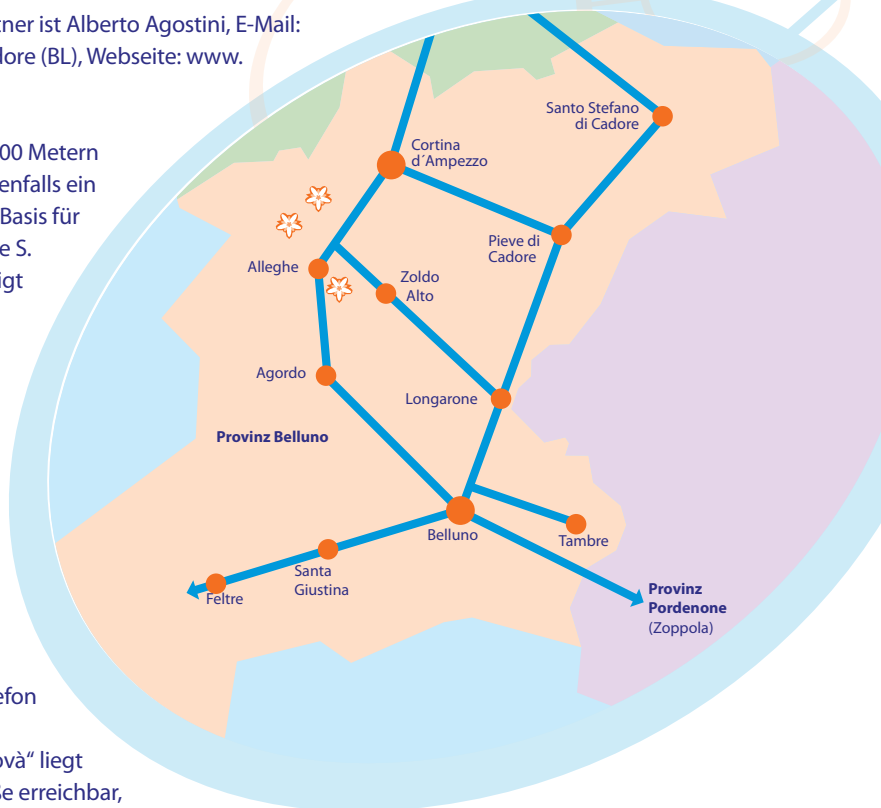 tner ist Alberto Agostini, E-Mail:
dore (BL), Webseite: www.
00 Metern
enfalls ein
Basis für
e S.
igt
efon
ovà“ liegt
ße erreichbar,
Santo Stefano
di Cadore
Cortina
d´Ampezzo
Pieve di
Cadore
Alleghe
Zoldo
Alto
Agordo
Longarone
Provinz Belluno
Belluno
Tambre
Santa
Giustina
Feltre
Provinz
Pordenone
(Zoppola)